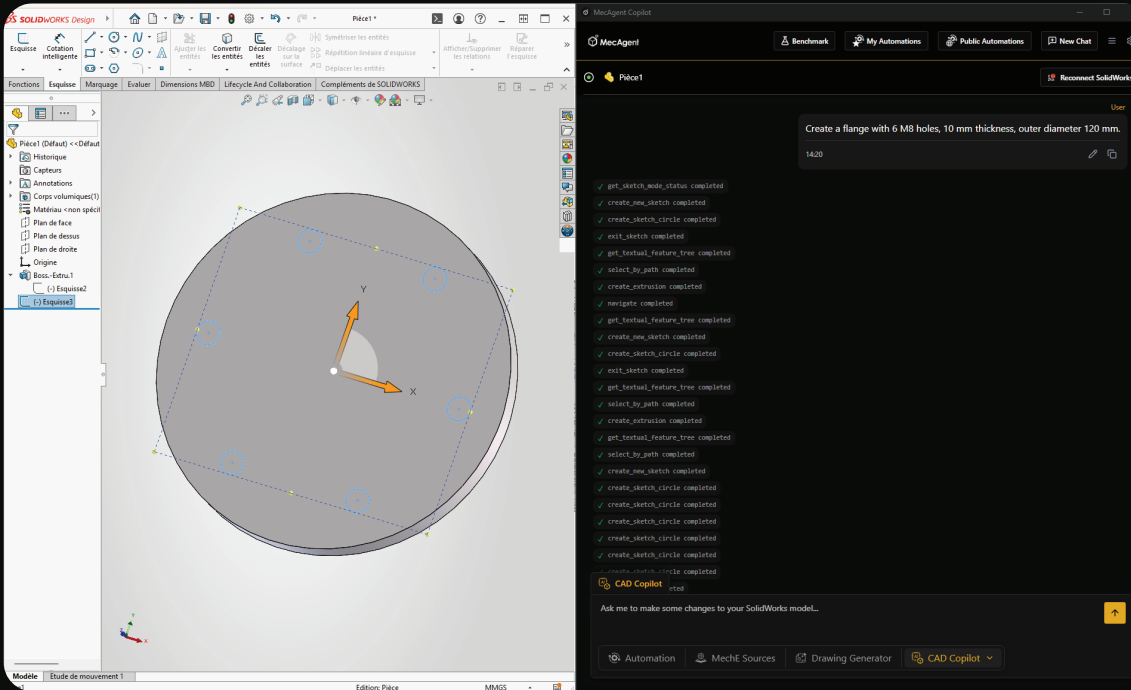 SOLIDWORKS Design
Pièce1 *
Esquisse
Cotation intelligente
Ajuster les entités
Convertir les entités
Décaler les entités
Décalage sur la surface
Symétriser les entités
Répétition linéaire d'esquisse
Déplacer les entités
Afficher/Supprimer les relations
Réparer l'esquisse
Fonctions
Esquisse
Marquage
Evaluer
Dimensions MBD
Lifecycle And Collaboration
Compléments de SOLIDWORKS
Pièce1 (Défaut) <<Défaut
Historique
Capteurs
Annotations
Corps volumiques(1)
Matériau <non spécif
Plan de face
Plan de dessus
Plan de droite
Origine
Boss.-Extru.1
(-) Esquisse2
(-) Esquisse3
Y
X
Y
X
Z
Modèle
Etude de mouvement 1
Edition: Pièce
MMGS
MecAgent Copilot
MecAgent
Benchmark
My Automations
Public Automations
New Chat
Pièce1
Reconnect SolidWorks
User
Create a flange with 6 M8 holes, 10 mm thickness, outer diameter 120 mm.
14:20
get_sketch_mode_status completed
create_new_sketch completed
create_sketch_circle completed
exit_sketch completed
get_textual_feature_tree completed
select_by_path completed
create_extrusion completed
navigate completed
get_textual_feature_tree completed
create_new_sketch completed
create_sketch_circle completed
exit_sketch completed
get_textual_feature_tree completed
select_by_path completed
create_extrusion completed
get_textual_feature_tree completed
select_by_path completed
create_new_sketch completed
create_sketch_circle completed
create_sketch_circle completed
create_sketch_circle completed
create_sketch_circle completed
create_sketch_circle completed
create_sketch_circle completed
eted
CAD Copilot
Ask me to make some changes to your SolidWorks model...
Automation
MechE Sources
Drawing Generator
CAD Copilot